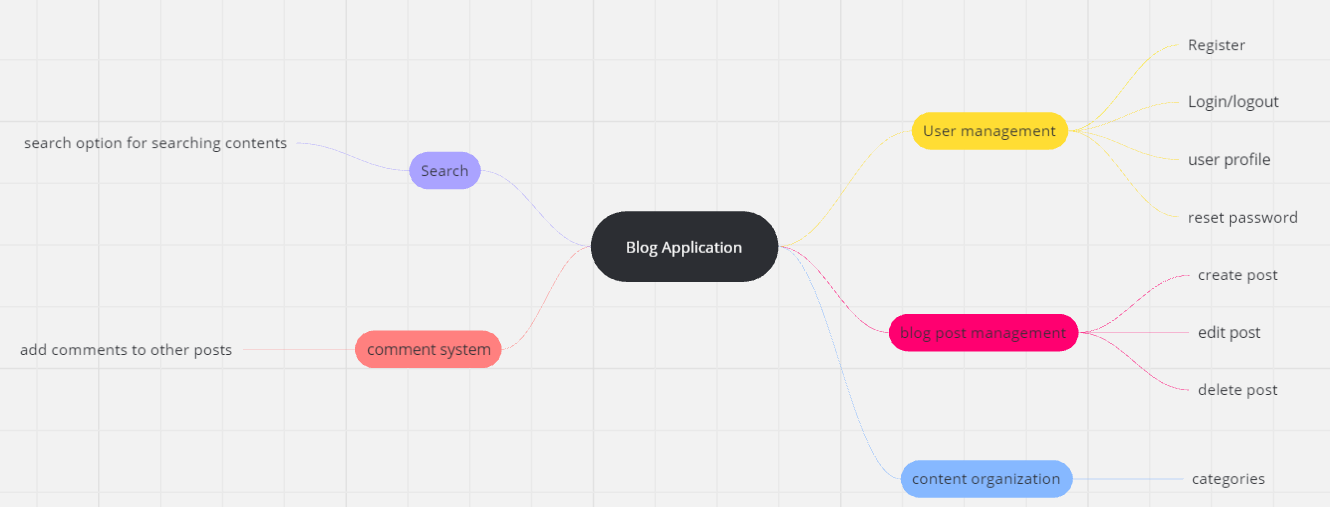 Blog Application
User management
Register
Login/logout
user profile
reset password
blog post management
create post
edit post
delete post
content organization
categories
Search
search option for searching contents
comment system
add comments to other posts